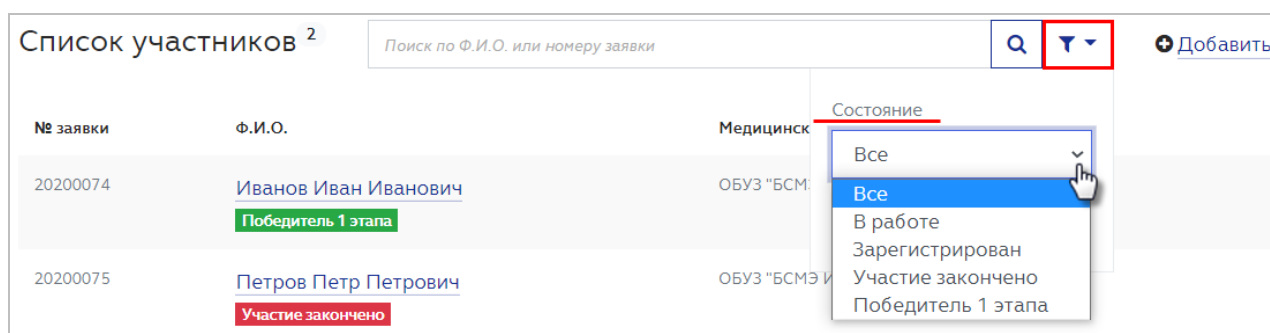 Список участников 2
Поиск по Ф.И.О. или номеру заявки
Добавить
Состояние
№ заявки Ф.И.О. Медицинск
Все
20200074 Иванов Иван Иванович ОБУЗ "БСМЭ
Победитель 1 этапа
Все
В работе
Зарегистрирован
Участие закончено
Победитель 1 этапа
20200075 Петров Петр Петрович ОБУЗ "БСМЭ И
Участие закончено